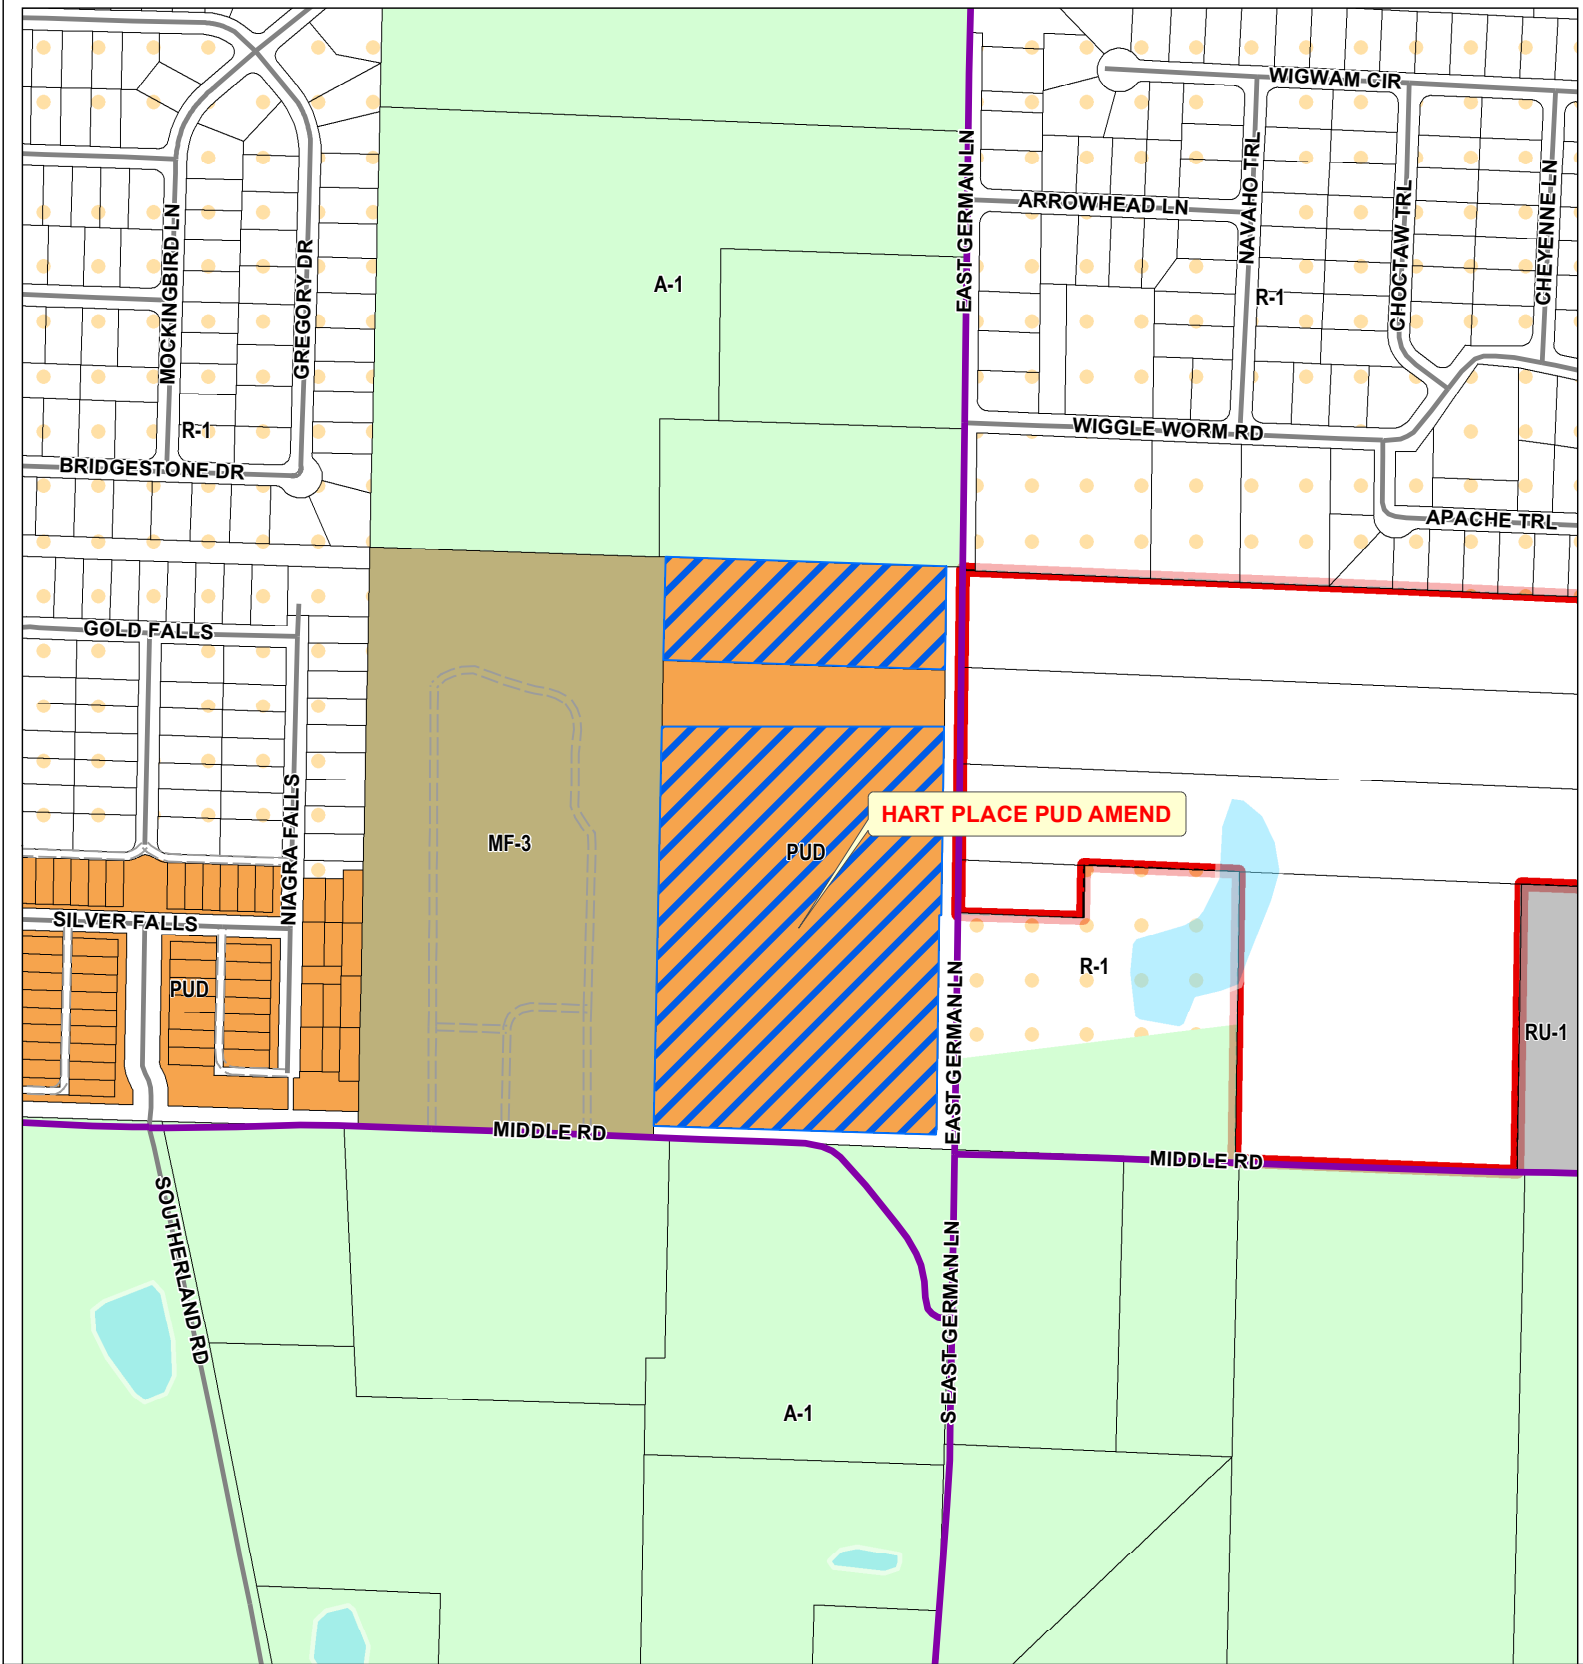 WIGWAM CIR
EAST GERMAN LN
NAVAHO TRL
CHEYENNE LN
ARROWHEAD LN
CHOCTAW TRL
MOCKINGBIRD LN
GREGORY DR
A-1
R-1
R-1
WIGGLE WORM RD
BRIDGESTONE DR
APACHE TRL
GOLD FALLS
HART PLACE PUD AMEND
NIAGRA FALLS
MF-3
PUD
SILVER FALLS
R-1
PUD
EAST GERMAN LN
RU-1
MIDDLE RD
MIDDLE RD
SOUTHERLAND RD
S EAST GERMAN LN
A-1